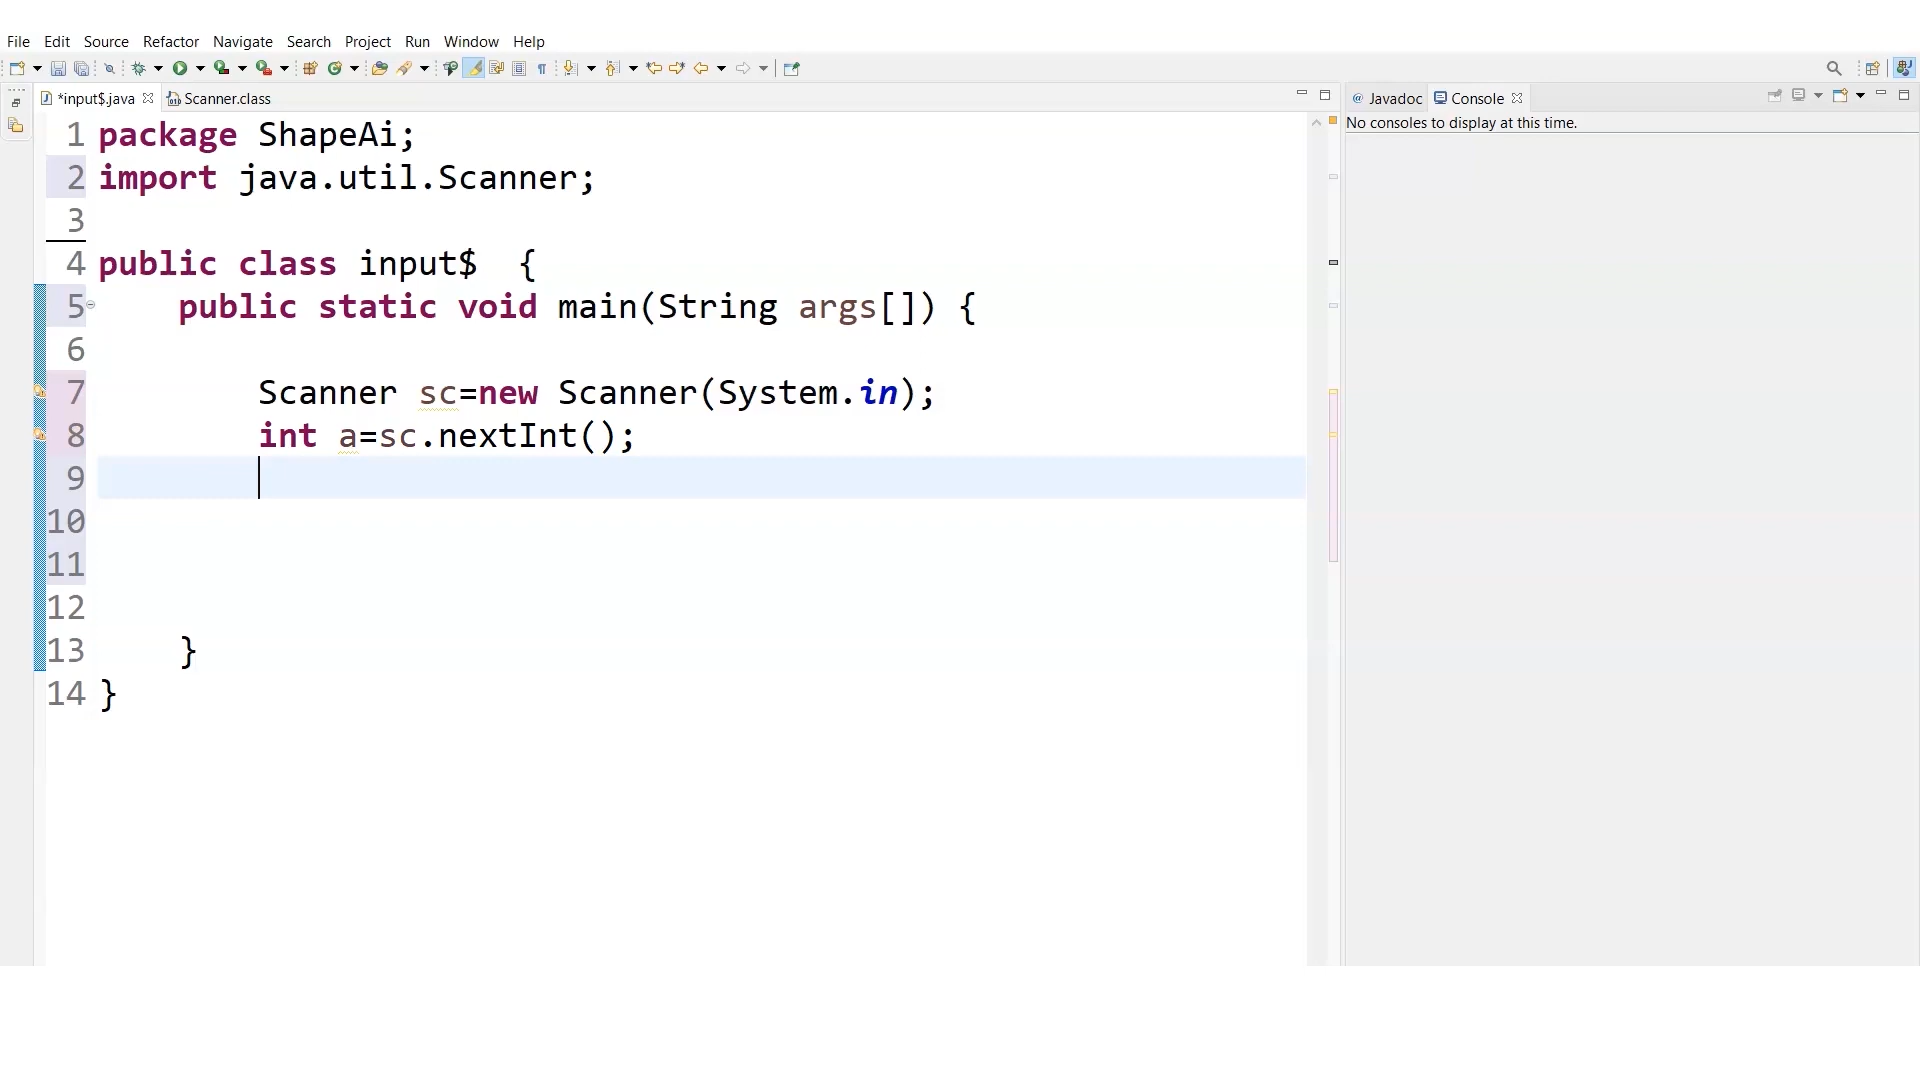 File Edit Source Refactor Navigate Search Project Run Window Help
*input$.java Scanner.class
@ Javadoc Console
No consoles to display at this time.
1 package ShapeAi;
2 import java.util.Scanner;
3
4 public class input$  {
5     public static void main(String args[]) {
6
7         Scanner sc=new Scanner(System.in);
8         int a=sc.nextInt();
9
10
11
12
13     }
14 }